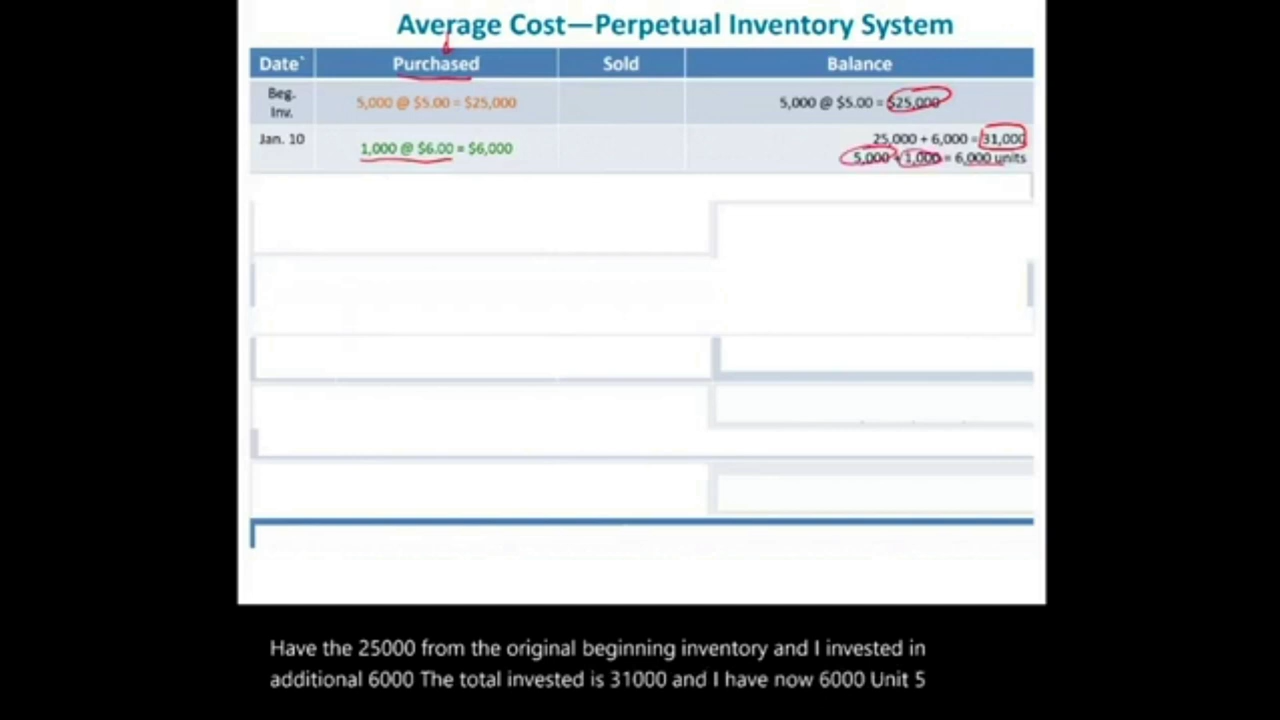 Average Cost—Perpetual Inventory System
Date` Purchased Sold Balance
Beg. Inv. 5,000 @ $5.00 = $25,000 5,000 @ $5.00 = $25,000
Jan. 10 1,000 @ $6.00 = $6,000 25,000 + 6,000 = 31,000
5,000 + 1,000 = 6,000 units
Have the 25000 from the original beginning inventory and I invested in
additional 6000 The total invested is 31000 and I have now 6000 Unit 5